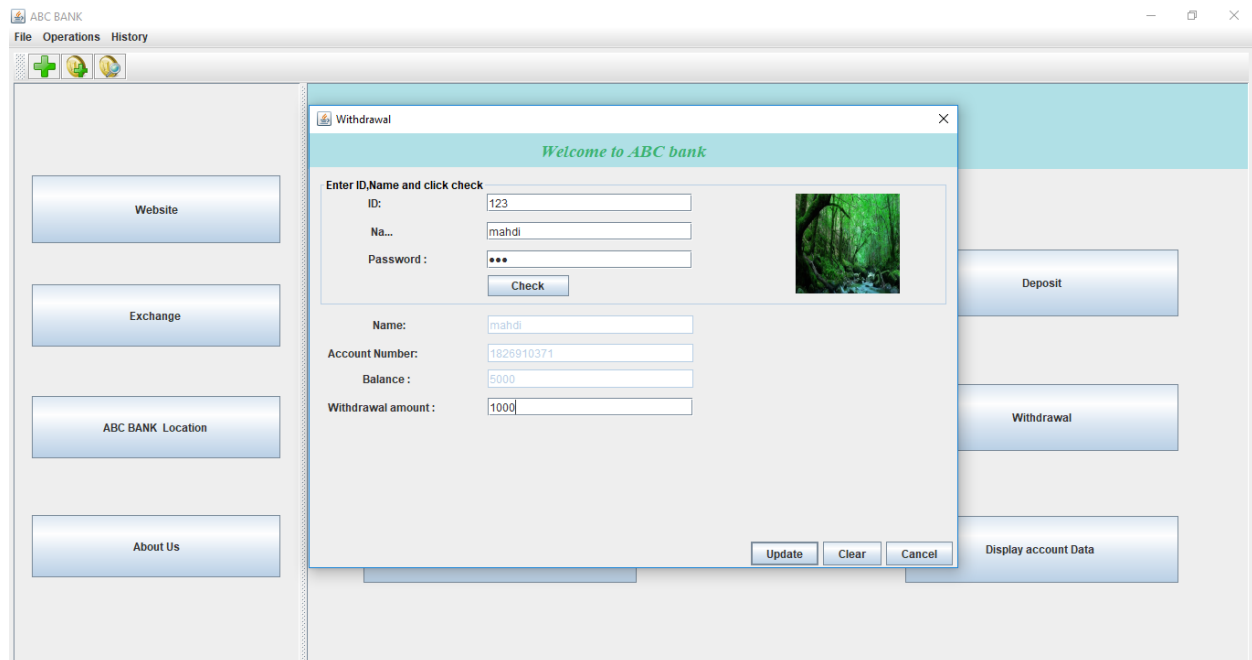 ABC BANK
File Operations History
Withdrawal
Welcome to ABC bank
Enter ID,Name and click check
ID: 123
Na... mahdi
Password : •••
Check
Name: mahdi
Account Number: 1826910371
Balance : 5000
Withdrawal amount : 1000
Update Clear Cancel
Website
Exchange
ABC BANK Location
About Us
Deposit
Withdrawal
Display account Data